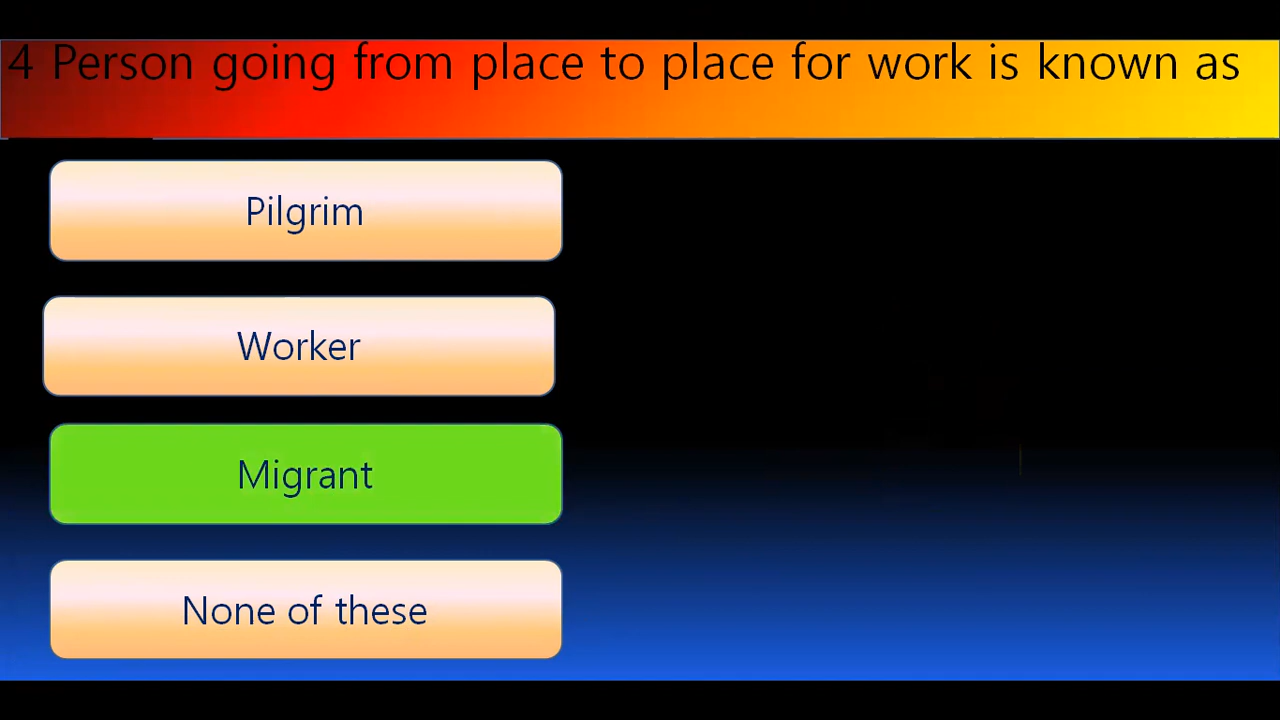 4 Person going from place to place for work is known as
Pilgrim
Worker
Migrant
None of these